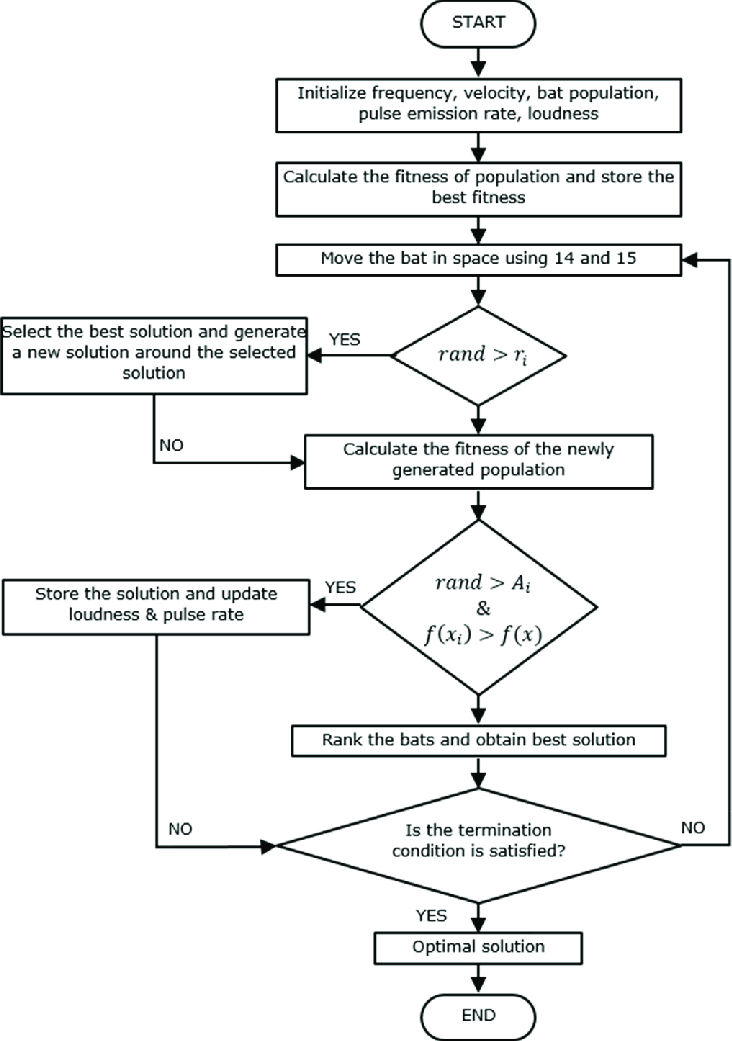 START
Initialize frequency, velocity, bat population,
pulse emission rate, loudness
Calculate the fitness of population and store the
best fitness
Move the bat in space using 14 and 15
rand > rᵢ
YES
Select the best solution and generate
a new solution around the selected
solution
NO
Calculate the fitness of the newly
generated population
rand > Aᵢ
&
f(xᵢ) > f(x)
YES
Store the solution and update
loudness & pulse rate
Rank the bats and obtain best solution
NO
Is the termination
condition is satisfied?
NO
YES
Optimal solution
END